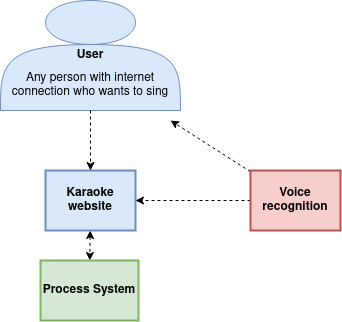 User
Any person with internet
connection who wants to sing
Karaoke
website
Voice
recognition
Process System